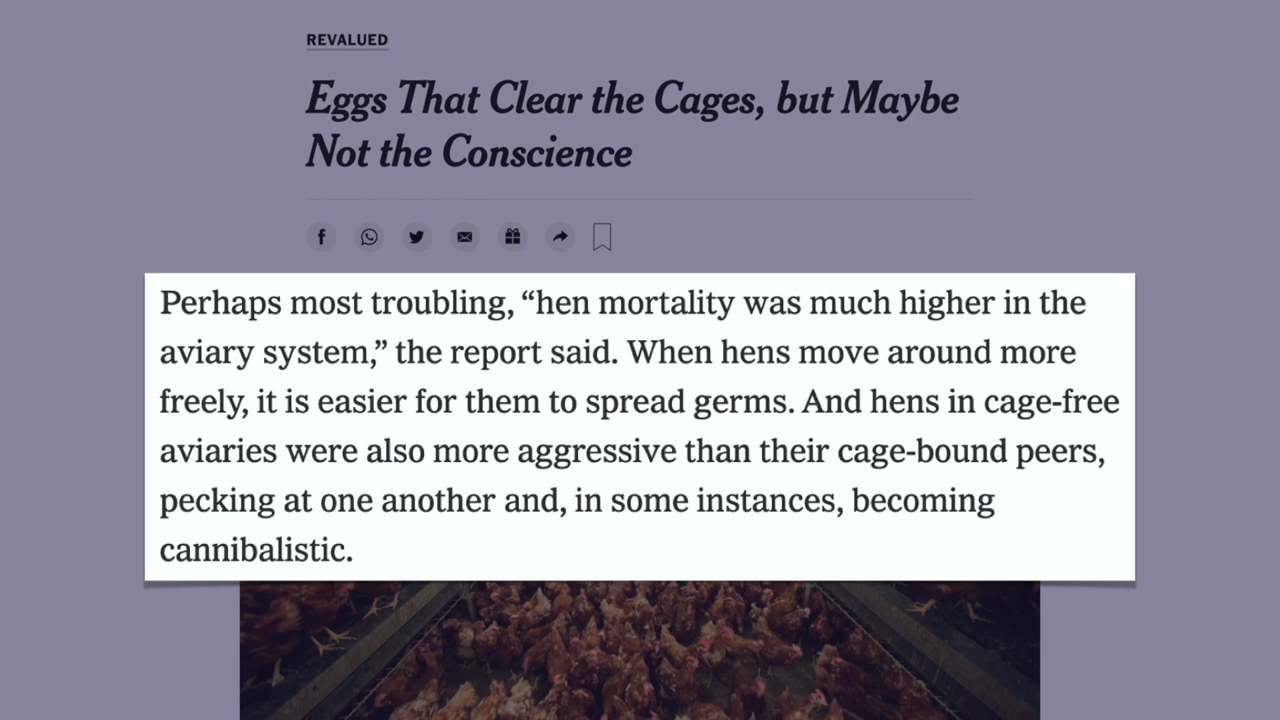 REVALUED
Eggs That Clear the Cages, but Maybe
Not the Conscience
Perhaps most troubling, “hen mortality was much higher in the
aviary system,” the report said. When hens move around more
freely, it is easier for them to spread germs. And hens in cage-free
aviaries were also more aggressive than their cage-bound peers,
pecking at one another and, in some instances, becoming
cannibalistic.